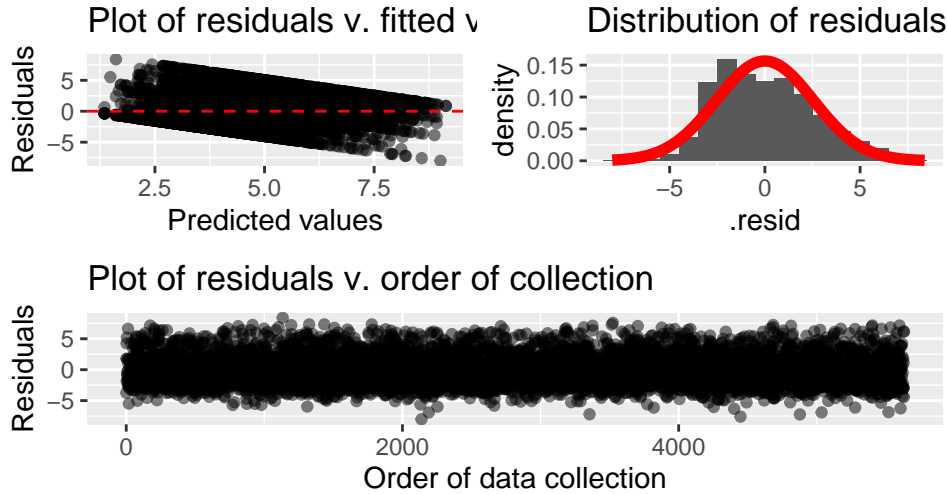 Plot of residuals v. fitted v
Residuals
5
0
−5
2.5 5.0 7.5
Predicted values
Distribution of residuals
density
0.15
0.10
0.05
0.00
−5 0 5
.resid
Plot of residuals v. order of collection
Residuals
5
0
−5
0 2000 4000
Order of data collection